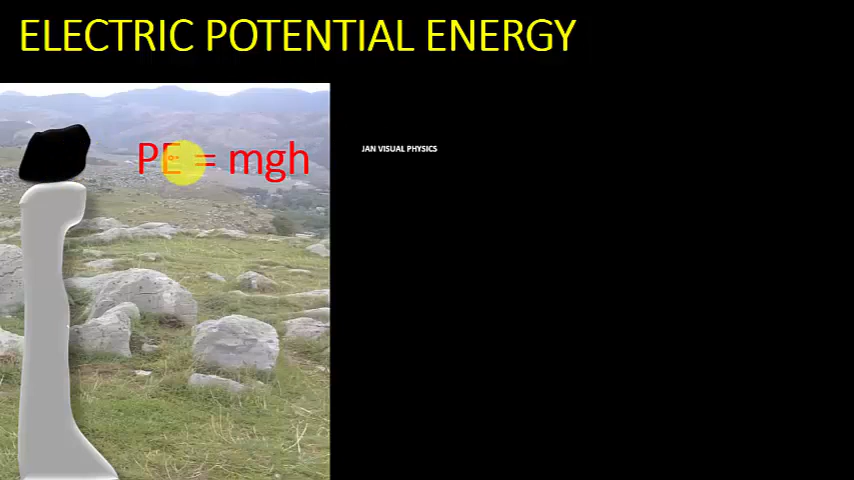 ELECTRIC POTENTIAL ENERGY
PE = mgh
JAN VISUAL PHYSICS